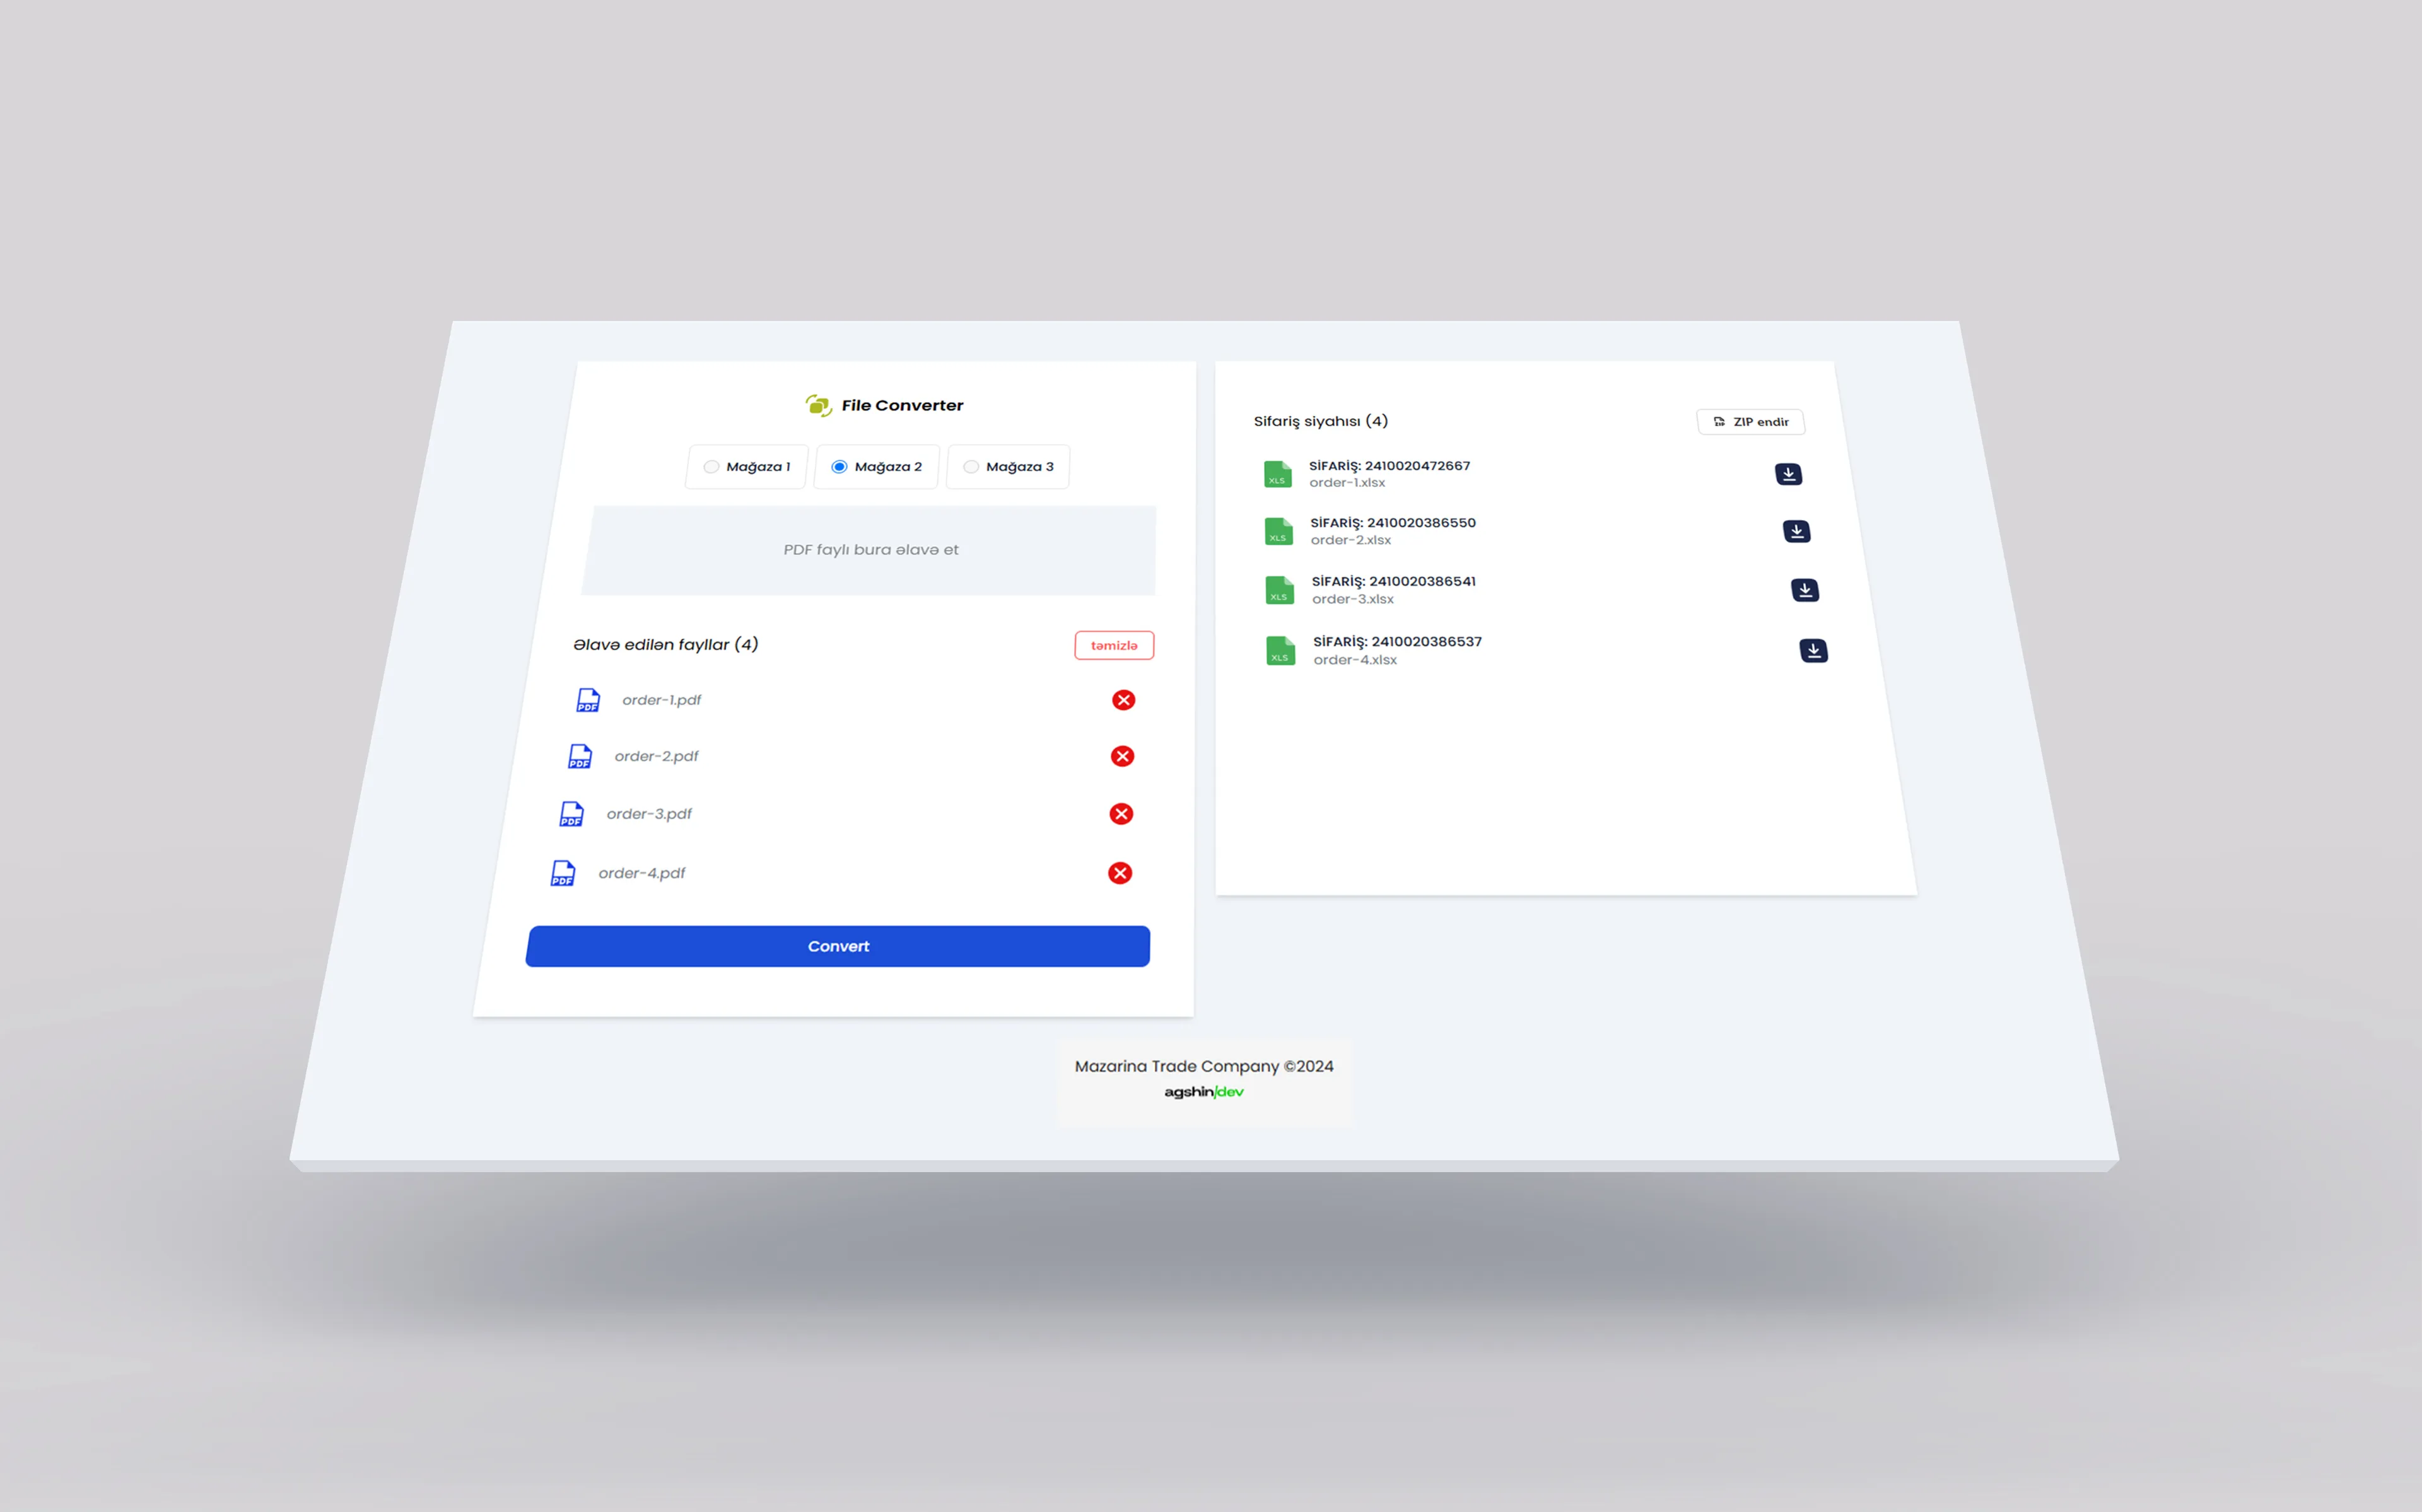 File Converter
Mağaza 1
Mağaza 2
Mağaza 3
PDF faylı bura əlavə et
Əlavə edilən fayllar (4)
təmizlə
PDF
order-1.pdf
PDF
order-2.pdf
PDF
order-3.pdf
PDF
order-4.pdf
Convert
Sifariş siyahısı (4)
ZIP
ZIP endir
XLS
SİFARİŞ: 2410020472667
order-1.xlsx
XLS
SİFARİŞ: 2410020386550
order-2.xlsx
XLS
SİFARİŞ: 2410020386541
order-3.xlsx
XLS
SİFARİŞ: 2410020386537
order-4.xlsx
Mazarina Trade Company ©2024
agshin/dev